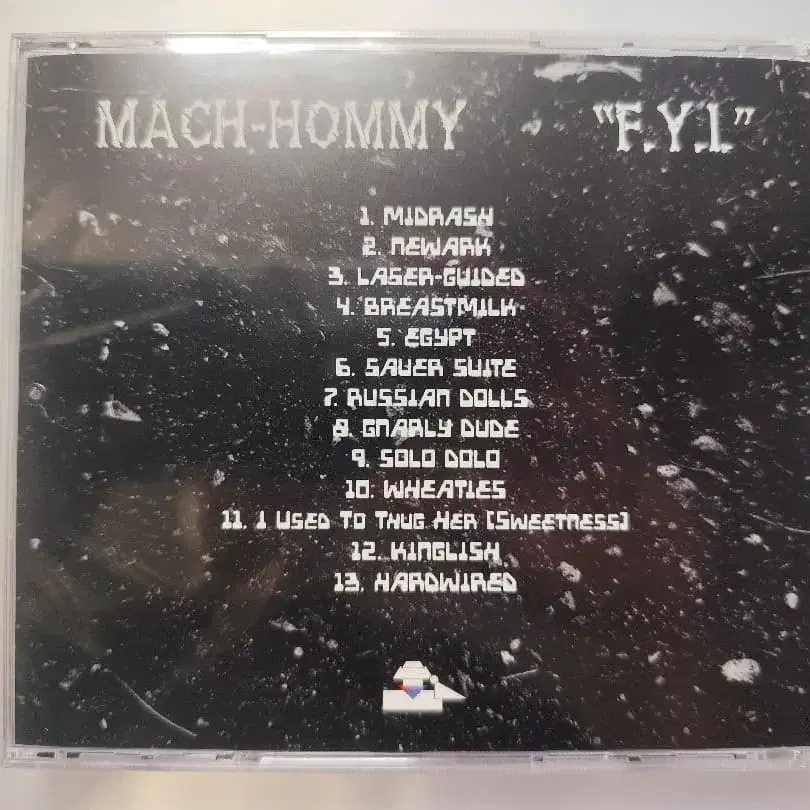 MACH-HOMMY "F.Y.I."
1. MIDRASH
2. NEWARK
3. LASER-GUIDED
4. BREASTMILK
5. EGYPT
6. SAUER SUITE
7. RUSSIAN DOLLS
8. GNARLY DUDE
9. SOLO DOLO
10. WHEATIES
11. I USED TO THUG HER [SWEETNESS]
12. KINGLISH
13. HARDWIRED